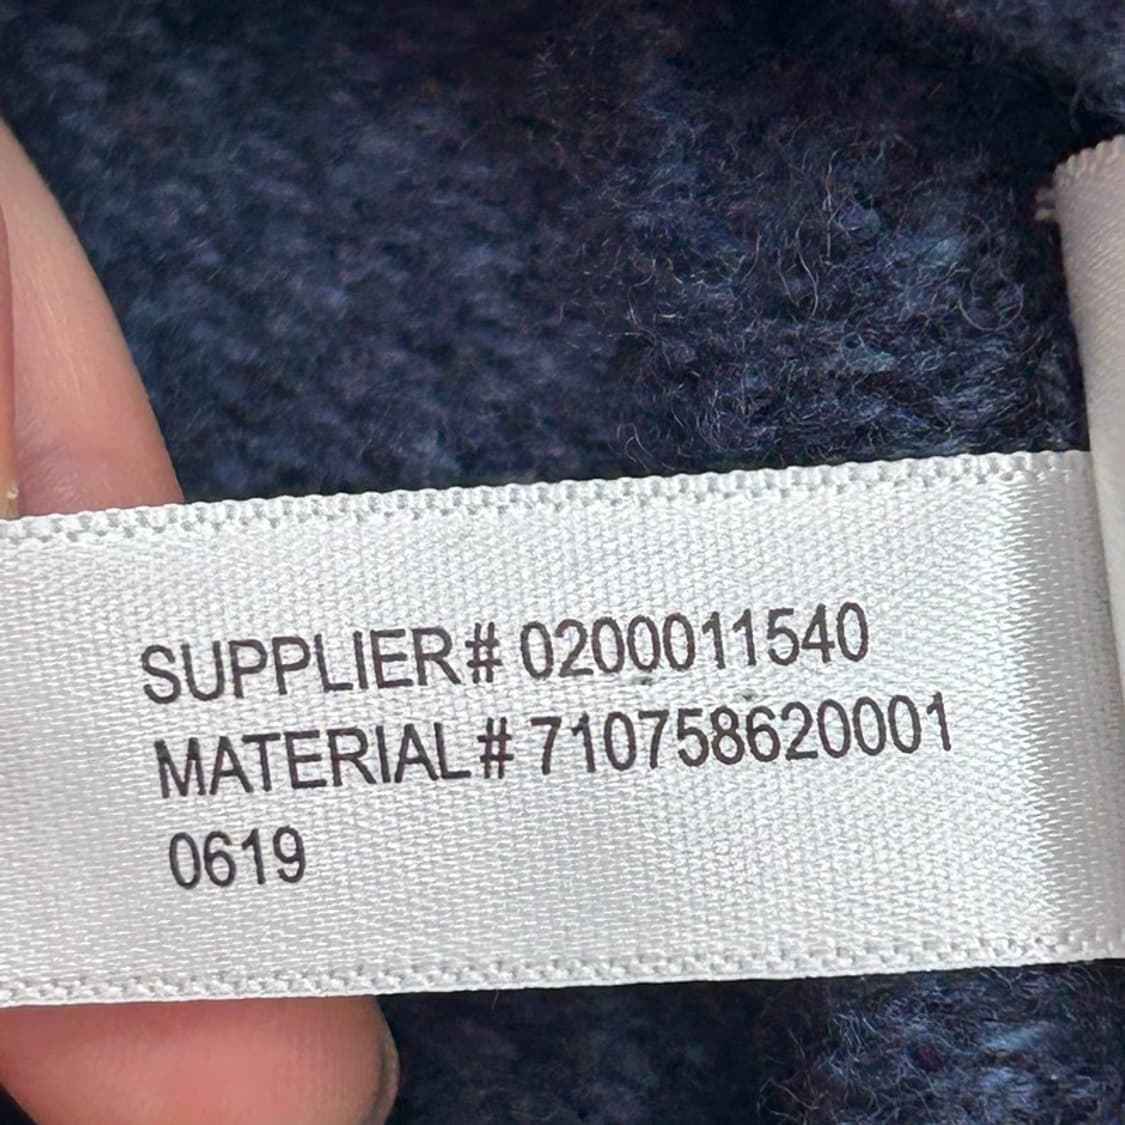 SUPPLIER# 0200011540
MATERIAL# 710758620001
0619